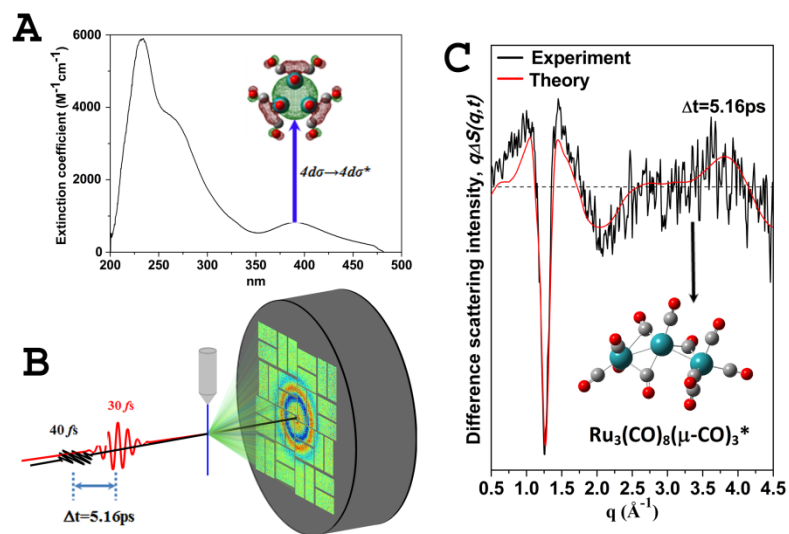 A
Extinction coefficient (M⁻¹cm⁻¹)
6000
4000
2000
0
4dσ→4dσ*
200
250
300
350
400
450
500
nm
B
30 fs
40 fs
Δt=5.16ps
C
Experiment
Theory
Δt=5.16ps
Difference scattering intensity, qΔS(q,t)
Ru₃(CO)₈(μ-CO)₃*
0.5
1.0
1.5
2.0
2.5
3.0
3.5
4.0
4.5
q (Å⁻¹)